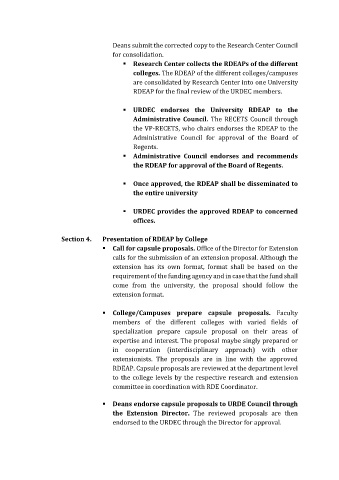 Deans submit the corrected copy to the Research Center Council
for consolidation.
▪ Research Center collects the RDEAPs of the different
colleges. The RDEAP of the different colleges/campuses
are consolidated by Research Center into one University
RDEAP for the final review of the URDEC members.
▪ URDEC endorses the University RDEAP to the
Administrative Council. The RECETS Council through
the VP-RECETS, who chairs endorses the RDEAP to the
Administrative Council for approval of the Board of
Regents.
▪ Administrative Council endorses and recommends
the RDEAP for approval of the Board of Regents.
▪ Once approved, the RDEAP shall be disseminated to
the entire university
▪ URDEC provides the approved RDEAP to concerned
offices.
Section 4. Presentation of RDEAP by College
▪ Call for capsule proposals. Office of the Director for Extension
calls for the submission of an extension proposal. Although the
extension has its own format, format shall be based on the
requirement of the funding agency and in case that the fund shall
come from the university, the proposal should follow the
extension format.
▪ College/Campuses prepare capsule proposals. Faculty
members of the different colleges with varied fields of
specialization prepare capsule proposal on their areas of
expertise and interest. The proposal maybe singly prepared or
in cooperation (interdisciplinary approach) with other
extensionists. The proposals are in line with the approved
RDEAP. Capsule proposals are reviewed at the department level
to the college levels by the respective research and extension
committee in coordination with RDE Coordinator.
▪ Deans endorse capsule proposals to URDE Council through
the Extension Director. The reviewed proposals are then
endorsed to the URDEC through the Director for approval.